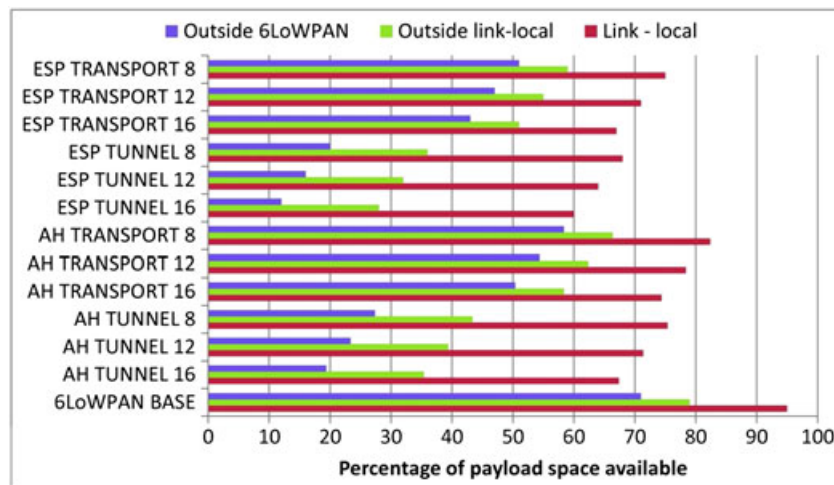 Outside 6LoWPAN Outside link-local Link - local
ESP TRANSPORT 8
ESP TRANSPORT 12
ESP TRANSPORT 16
ESP TUNNEL 8
ESP TUNNEL 12
ESP TUNNEL 16
AH TRANSPORT 8
AH TRANSPORT 12
AH TRANSPORT 16
AH TUNNEL 8
AH TUNNEL 12
AH TUNNEL 16
6LoWPAN BASE
0 10 20 30 40 50 60 70 80 90 100
Percentage of payload space available